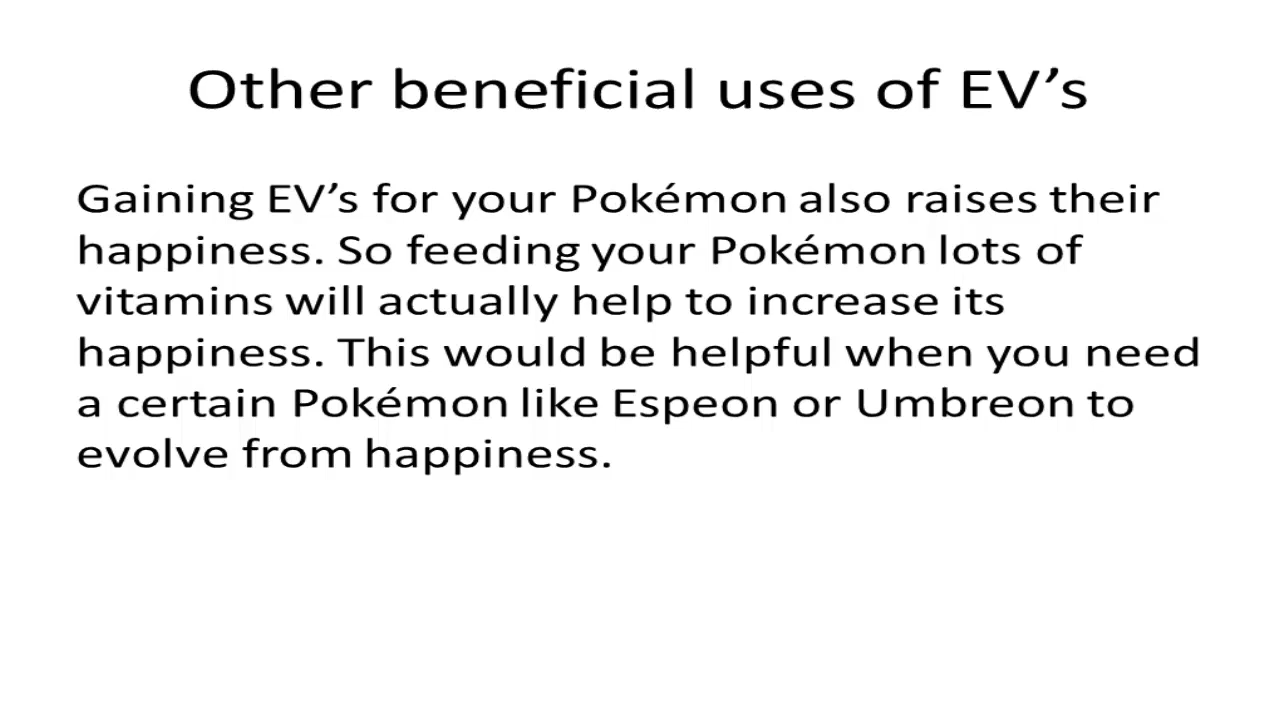 Other beneficial uses of EV’s
Gaining EV’s for your Pokémon also raises their
happiness. So feeding your Pokémon lots of
vitamins will actually help to increase its
happiness. This would be helpful when you need
a certain Pokémon like Espeon or Umbreon to
evolve from happiness.